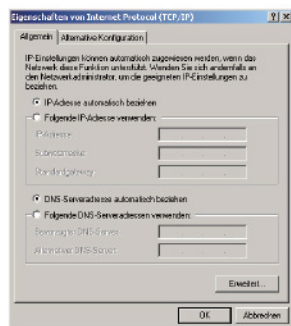 Eigenschaften von Internet Protocol (TCP/IP)
Allgemein Alternative Konfiguration
IP-Einstellungen können automatisch zugewiesen werden, wenn das
Netzwerk diese Funktion unterstützt. Wenden Sie sich andernfalls an
den Netzwerkadministrator, um die geeigneten IP-Einstellungen zu
beziehen.
IP-Adresse automatisch beziehen
Folgende IP-Adresse verwenden:
IP-Adresse:
Subnetzmaske:
Standardgateway:
DNS-Serveradresse automatisch beziehen
Folgende DNS-Serveradressen verwenden:
Bevorzugter DNS-Server:
Alternativer DNS-Server:
Erweitert...
OK Abbrechen